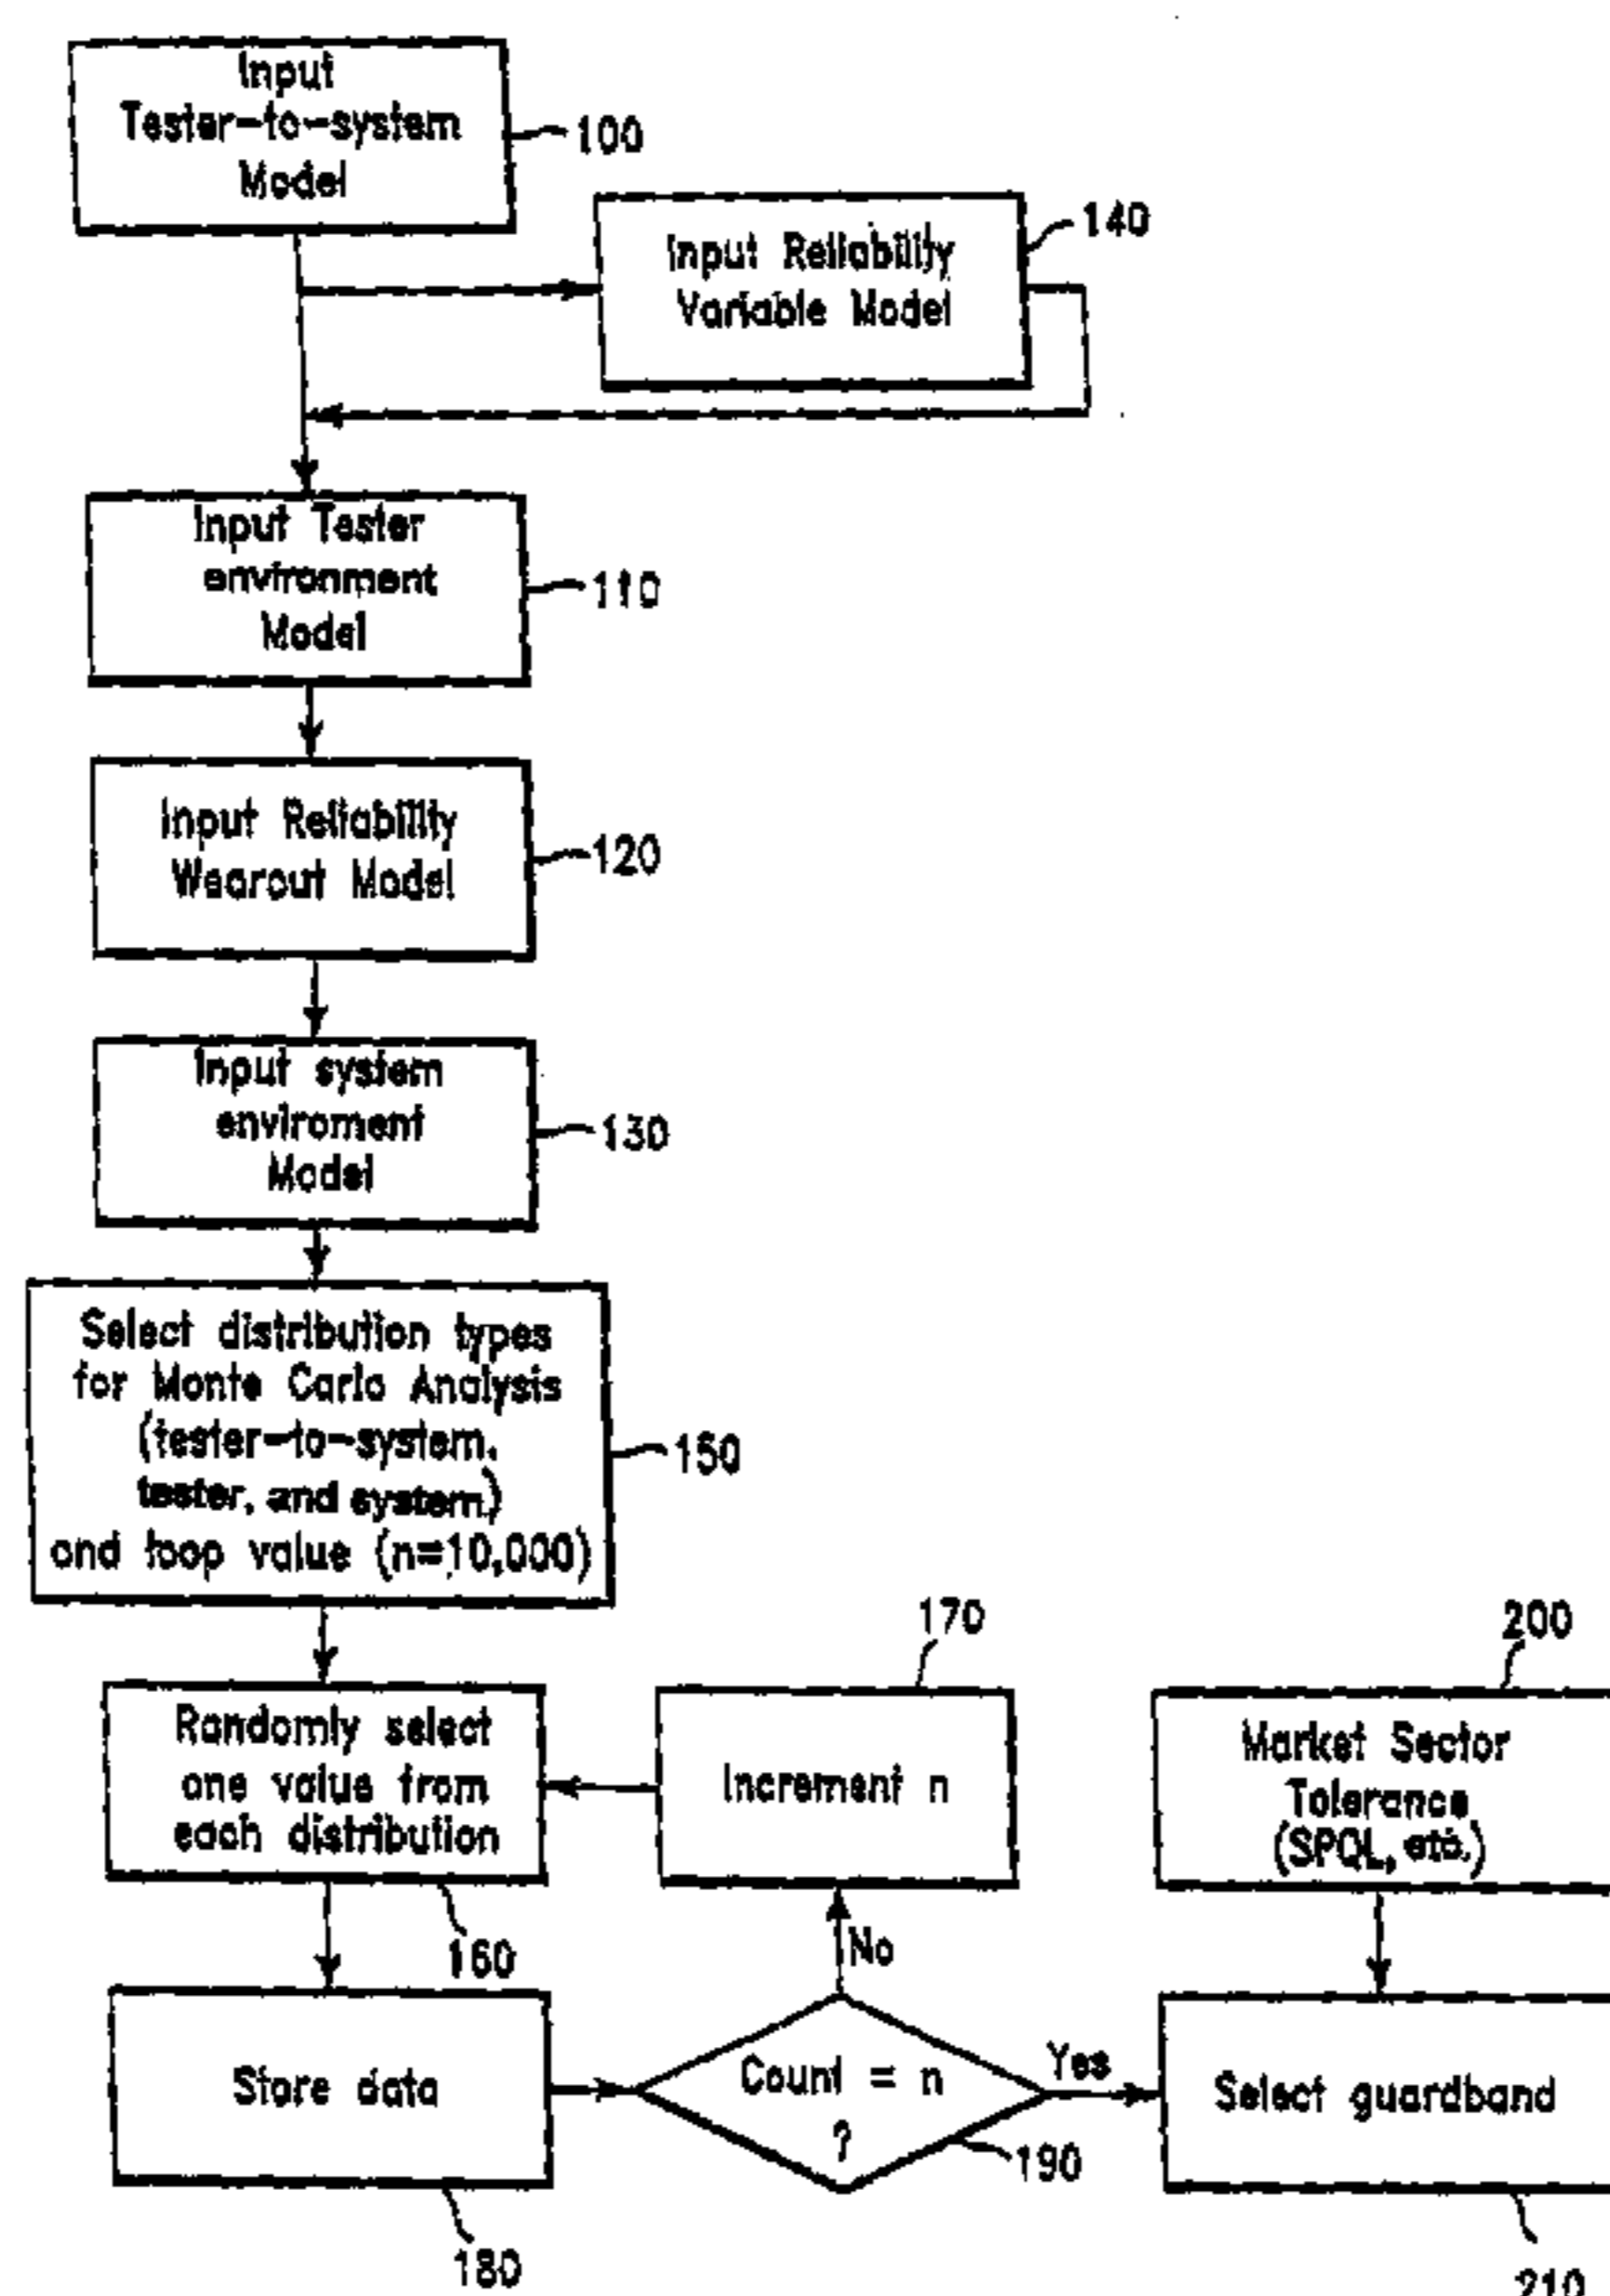 Input
Tester-to-system
Model
100
Input Reliability
Variable Model
140
Input Tester
environment
Model
110
Input Reliability
Wearout Model
120
Input system
enviroment
Model
130
Select distribution types
for Monte Carlo Analysis
(tester-to-system,
tester, and system)
and loop value (n=10,000)
150
Randomly select
one value from
each distribution
160
Increment n
170
Market Sector
Tolerance
(SPQL, etc.)
200
Store data
180
No
Count = n
?
190
Yes
Select guardband
210